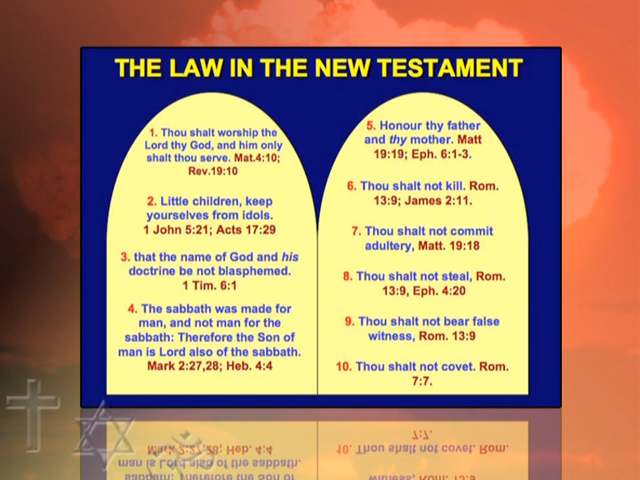 THE LAW IN THE NEW TESTAMENT
1. Thou shalt worship the
Lord thy God, and him only
shalt thou serve. Mat.4:10;
Rev.19:10
2. Little children, keep
yourselves from idols.
1 John 5:21; Acts 17:29
3. that the name of God and his
doctrine be not blasphemed.
1 Tim. 6:1
4. The sabbath was made for
man, and not man for the
sabbath: Therefore the Son of
man is Lord also of the sabbath.
Mark 2:27,28; Heb. 4:4
5. Honour thy father
and thy mother. Matt
19:19; Eph. 6:1-3.
6. Thou shalt not kill. Rom.
13:9; James 2:11.
7. Thou shalt not commit
adultery, Matt. 19:18
8. Thou shalt not steal, Rom.
13:9, Eph. 4:20
9. Thou shalt not bear false
witness, Rom. 13:9
10. Thou shalt not covet. Rom.
7:7.